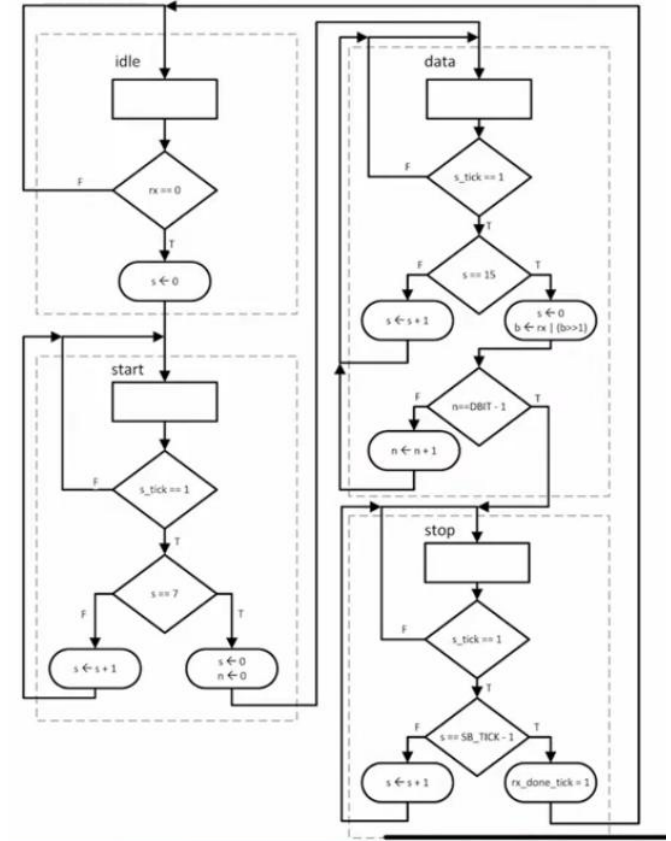 idle
rx == 0
F
T
s ← 0
start
s_tick == 1
F
T
s == 7
F
T
s ← s + 1
s ← 0
n ← 0
data
s_tick == 1
F
T
s == 15
F
T
s ← s + 1
s ← 0
b ← rx | (b>>1)
n==DBIT - 1
F
T
n ← n + 1
stop
s_tick == 1
F
T
s == SB_TICK - 1
F
T
s ← s + 1
rx_done_tick = 1